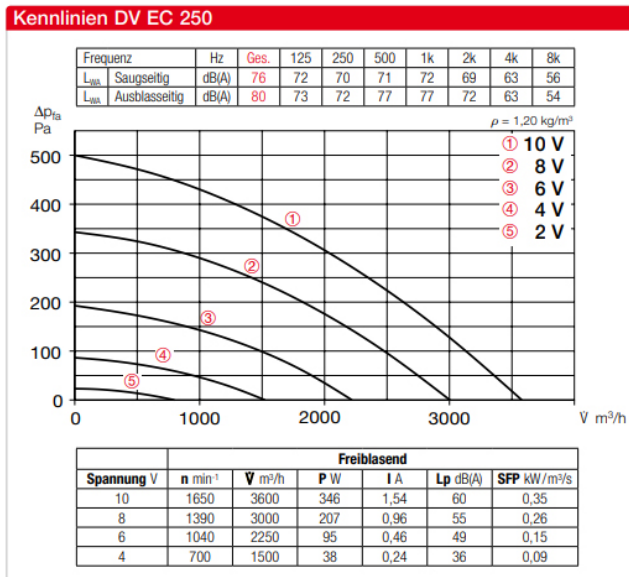 Kennlinien DV EC 250
Frequenz Hz Ges. 125 250 500 1k 2k 4k 8k
LWA Saugseitig dB(A) 76 72 70 71 72 69 63 56
LWA Ausblasseitig dB(A) 80 73 72 77 77 72 63 54
Δpfa
Pa
ρ = 1,20 kg/m³
500
400
300
200
100
0
① 10 V
② 8 V
③ 6 V
④ 4 V
⑤ 2 V
①
②
③
④
⑤
0 1000 2000 3000 V̇ m³/h
Freiblasend
Spannung V n min-1 V̇ m³/h P W I A Lp dB(A) SFP kW/m³/s
10 1650 3600 346 1,54 60 0,35
8 1390 3000 207 0,96 55 0,26
6 1040 2250 95 0,46 49 0,15
4 700 1500 38 0,24 36 0,09